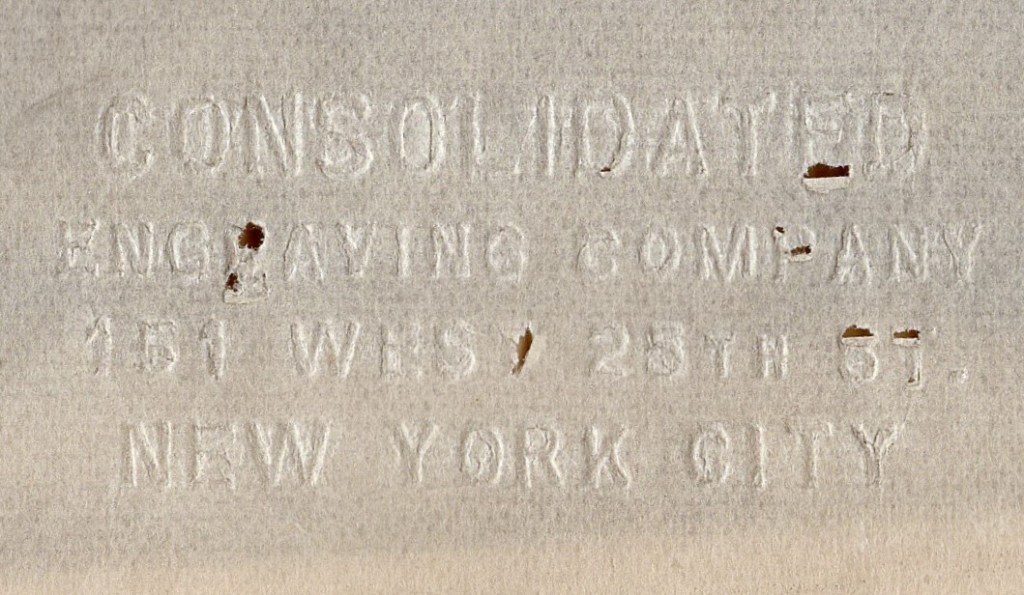 CONSOLIDATED
ENGRAVING COMPANY
151 WEST 25TH ST.
NEW YORK CITY